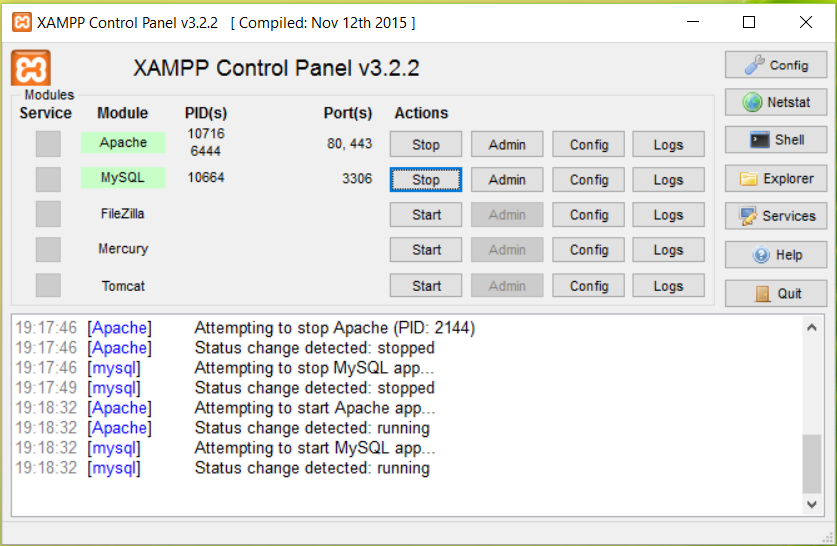 XAMPP Control Panel v3.2.2 [ Compiled: Nov 12th 2015 ]
XAMPP Control Panel v3.2.2
Modules
Service Module PID(s) Port(s) Actions
Apache 10716 6444 80, 443 Stop Admin Config Logs
MySQL 10664 3306 Stop Admin Config Logs
FileZilla Start Admin Config Logs
Mercury Start Admin Config Logs
Tomcat Start Admin Config Logs
Config
Netstat
Shell
Explorer
Services
Help
Quit
19:17:46 [Apache] Attempting to stop Apache (PID: 2144)
19:17:46 [Apache] Status change detected: stopped
19:17:46 [mysql] Attempting to stop MySQL app...
19:17:49 [mysql] Status change detected: stopped
19:18:32 [Apache] Attempting to start Apache app...
19:18:32 [Apache] Status change detected: running
19:18:32 [mysql] Attempting to start MySQL app...
19:18:32 [mysql] Status change detected: running